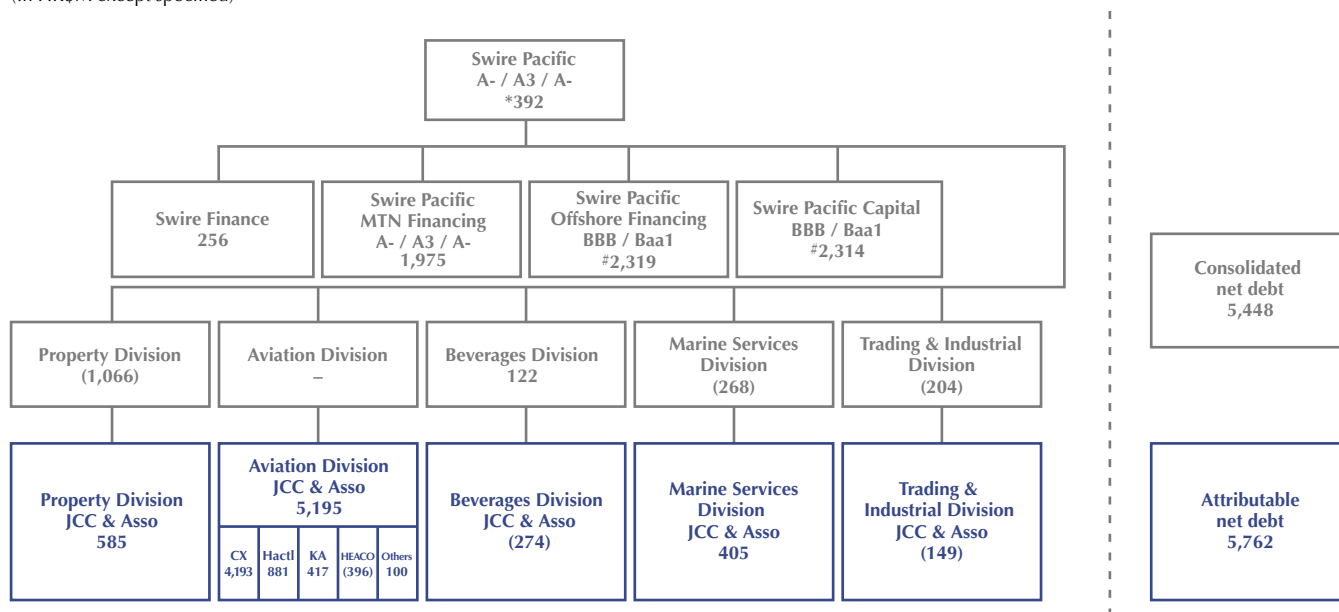 Swire Pacific
A- / A3 / A-
*392
Swire Finance
256
Swire Pacific
MTN Financing
A- / A3 / A-
1,975
Swire Pacific
Offshore Financing
BBB / Baa1
#2,319
Swire Pacific Capital
BBB / Baa1
#2,314
Consolidated
net debt
5,448
Property Division
(1,066)
Aviation Division
–
Beverages Division
122
Marine Services
Division
(268)
Trading & Industrial
Division
(204)
Property Division
JCC & Asso
585
Aviation Division
JCC & Asso
5,195
CX
4,193
Hactl
881
KA
417
HEACO
(396)
Others
100
Beverages Division
JCC & Asso
(274)
Marine Services
Division
JCC & Asso
405
Trading &
Industrial Division
JCC & Asso
(149)
Attributable
net debt
5,762